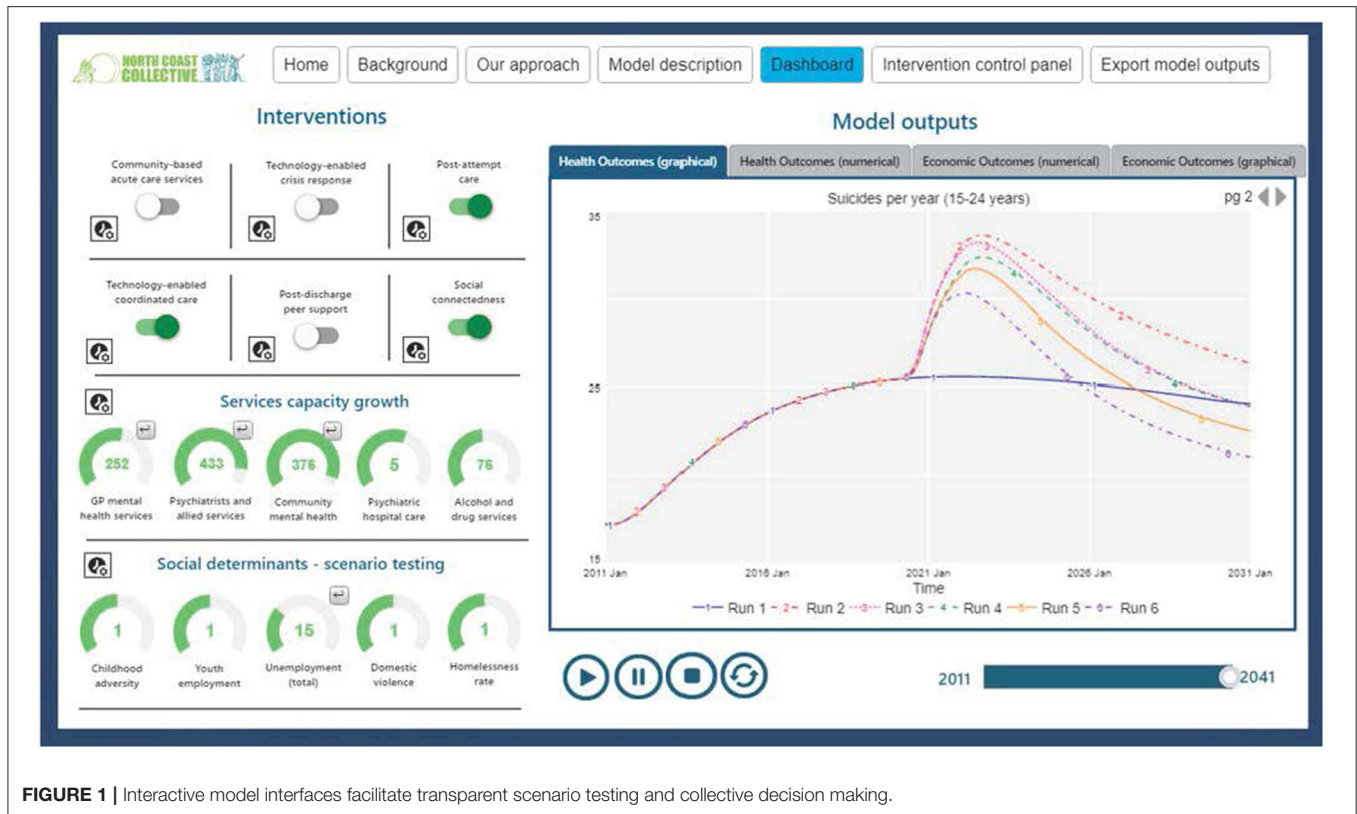 NORTH COAST
COLLECTIVE
Home
Background
Our approach
Model description
Dashboard
Intervention control panel
Export model outputs
Interventions
Community-based
acute care services
Technology-enabled
crisis response
Post-attempt
care
Technology-enabled
coordinated care
Post-discharge
peer support
Social
connectedness
Services capacity growth
252
433
376
5
76
GP mental
health services
Psychiatrists and
allied services
Community
mental health
Psychiatric
hospital care
Alcohol and
drug services
Social determinants - scenario testing
1
1
15
1
1
Childhood
adversity
Youth
employment
Unemployment
(total)
Domestic
violence
Homelessness
rate
Model outputs
Health Outcomes (graphical)
Health Outcomes (numerical)
Economic Outcomes (numerical)
Economic Outcomes (graphical)
Suicides per year (15-24 years)
pg 2
35
25
15
2011 Jan
2016 Jan
2021 Jan
2026 Jan
2031 Jan
Time
1 Run 1 2 Run 2 3 Run 3 4 Run 4 5 Run 5 6 Run 6
2011
2041
FIGURE 1 | Interactive model interfaces facilitate transparent scenario testing and collective decision making.